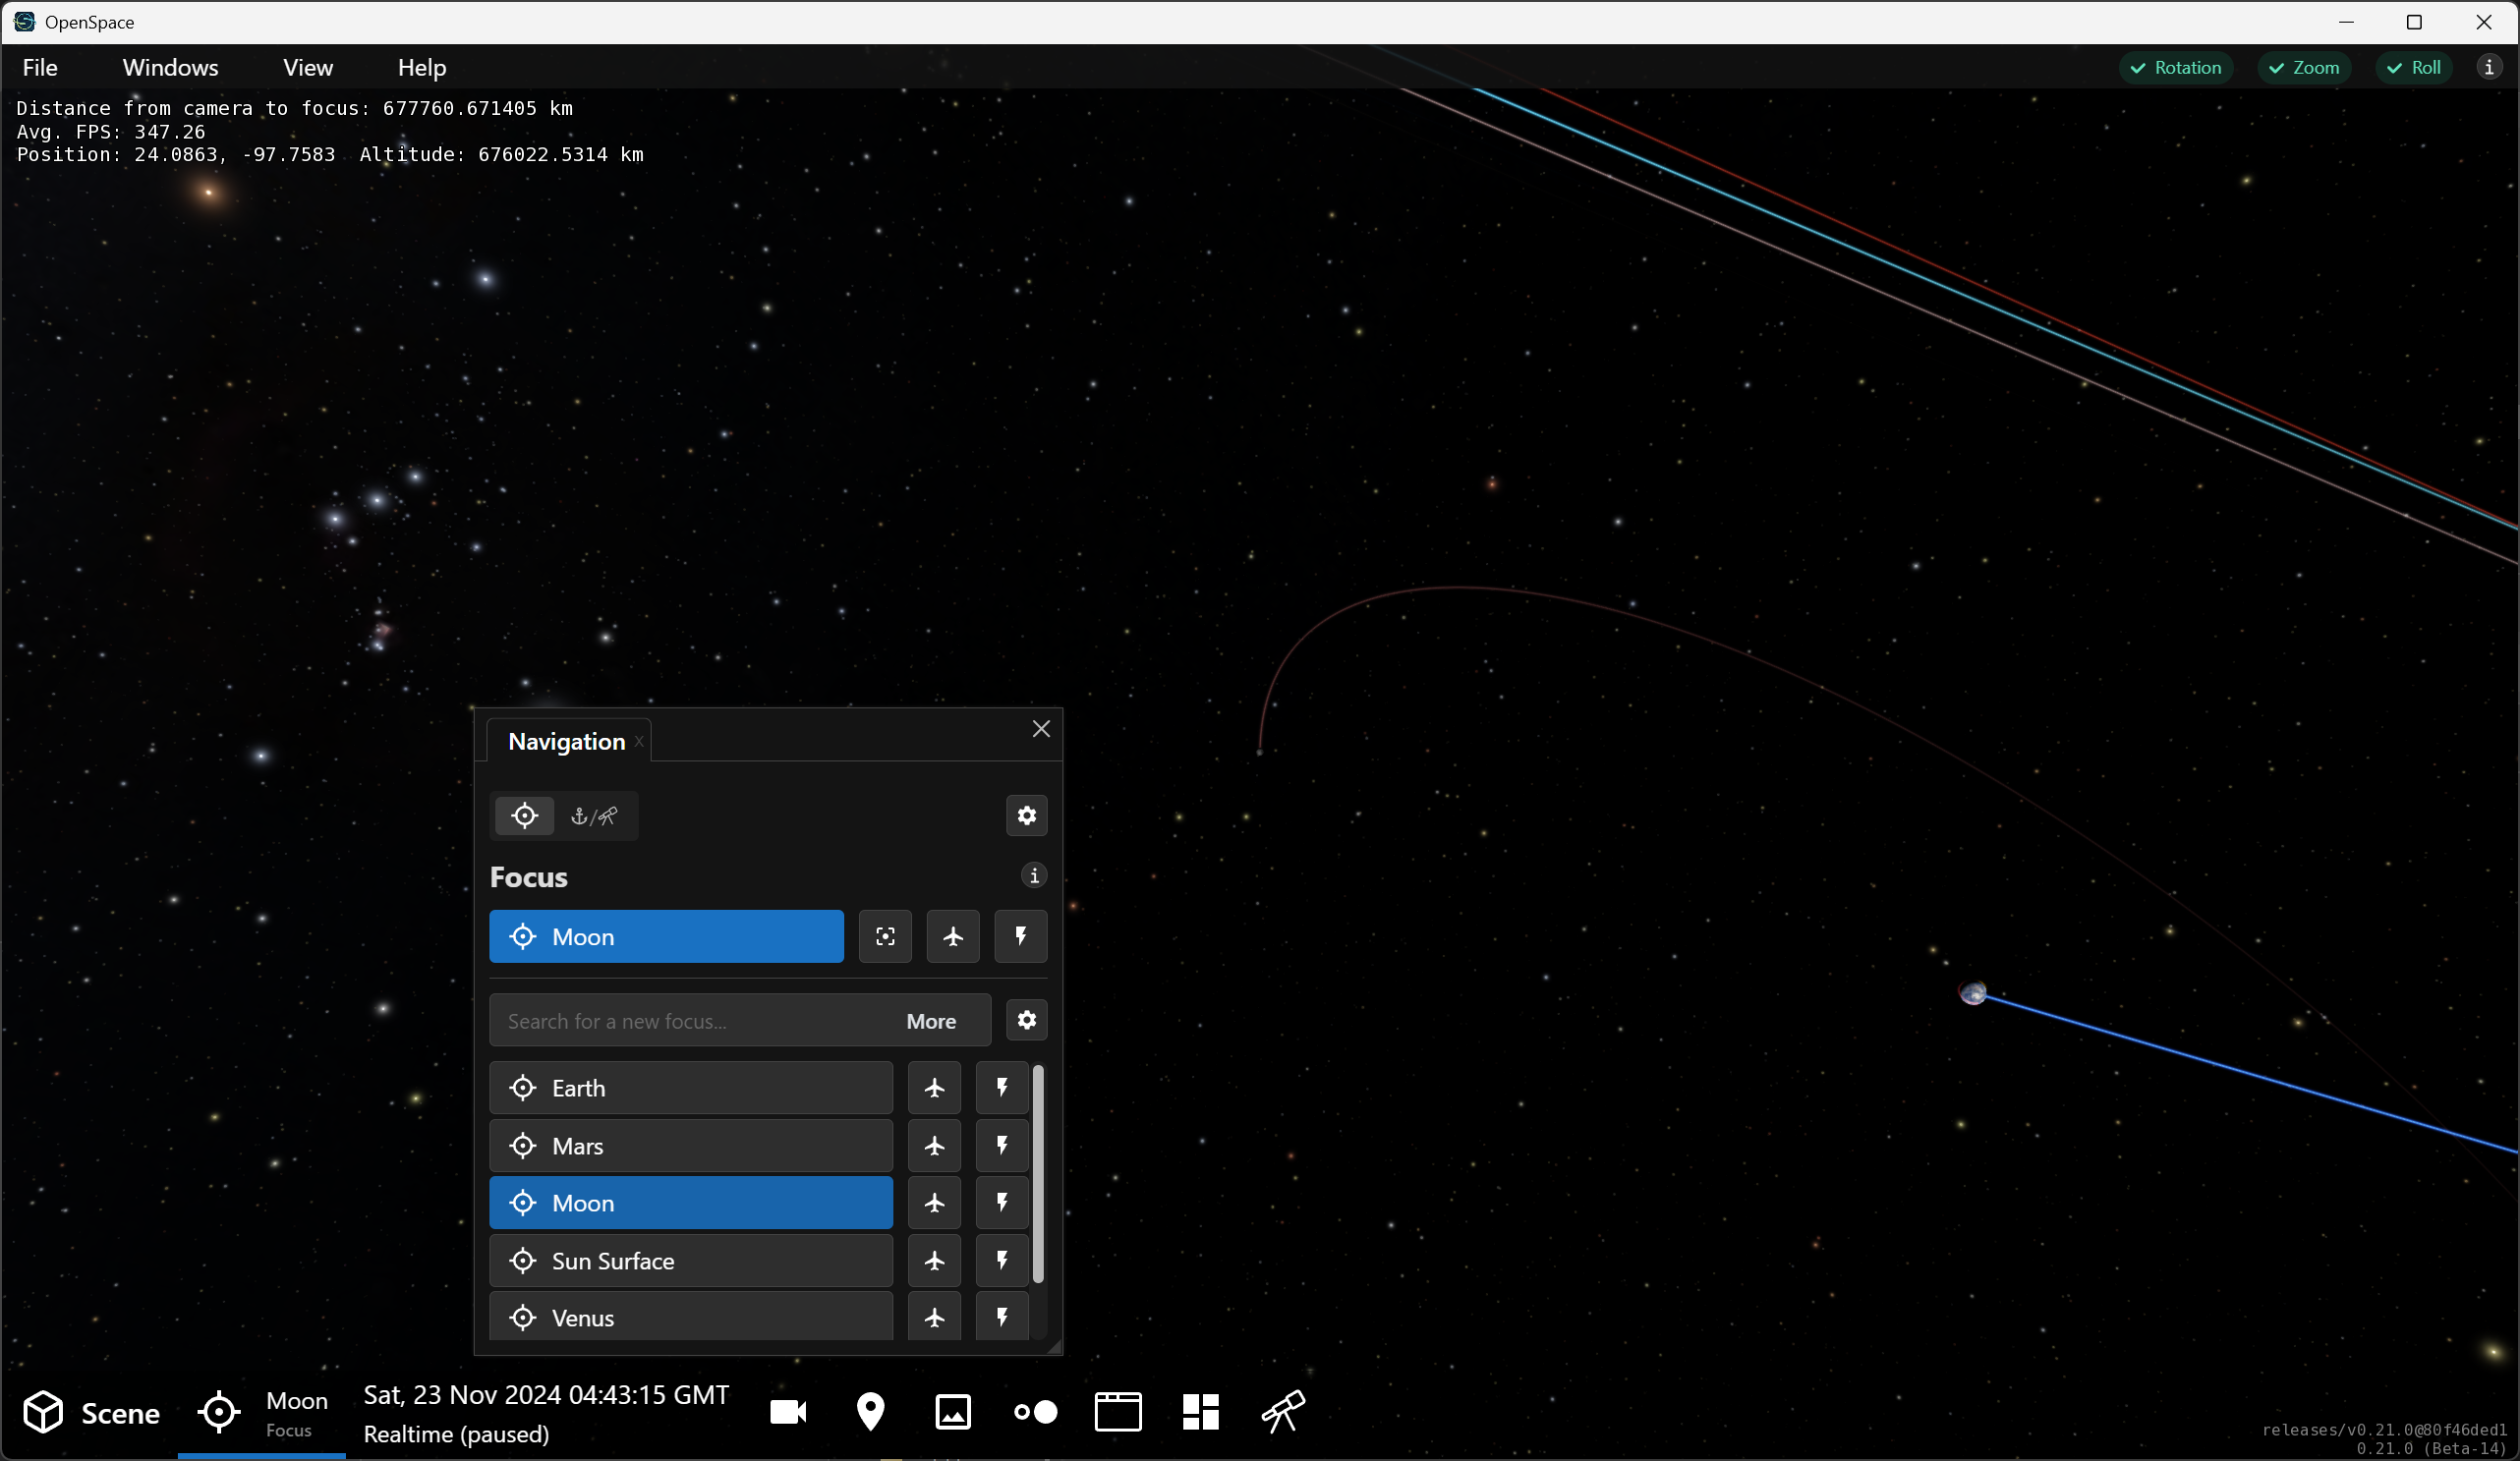 OpenSpace
File Windows View Help
Rotation Zoom Roll
Distance from camera to focus: 677760.671405 km
Avg. FPS: 347.26
Position: 24.0863, -97.7583 Altitude: 676022.5314 km
Navigation x
Focus
Moon
Search for a new focus... More
Earth
Mars
Moon
Sun Surface
Venus
Scene
Moon
Focus
Sat, 23 Nov 2024 04:43:15 GMT
Realtime (paused)
releases/v0.21.0@80f46ded1
0.21.0 (Beta-14)